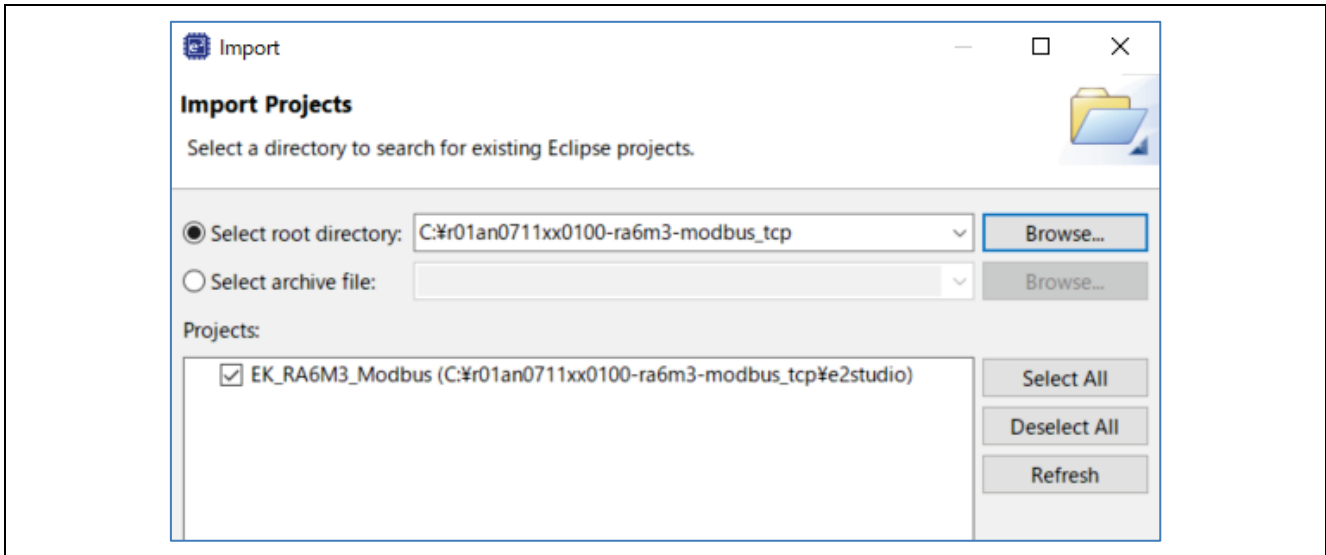 Import
Import Projects
Select a directory to search for existing Eclipse projects.
Select root directory: C:¥r01an0711xx0100-ra6m3-modbus_tcp Browse...
Select archive file: Browse...
Projects:
EK_RA6M3_Modbus (C:¥r01an0711xx0100-ra6m3-modbus_tcp¥e2studio)
Select All
Deselect All
Refresh